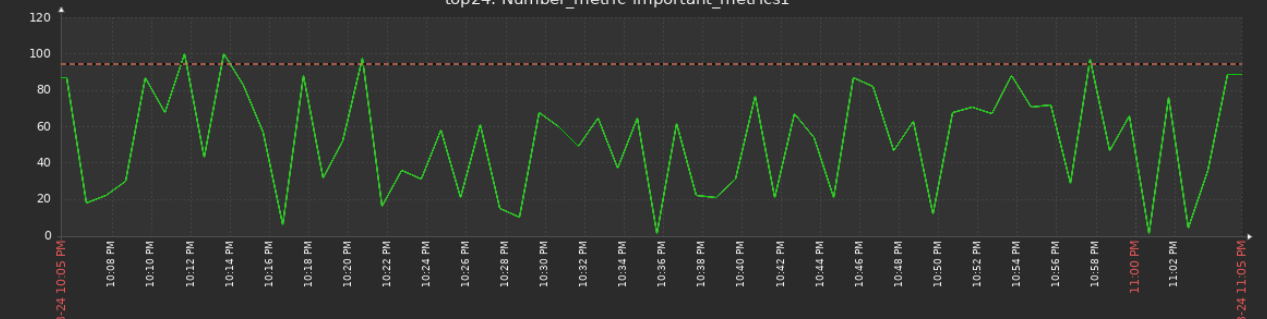 top24: Number_metric important_metrics1
120
100
80
60
40
20
0
-24 10:05 PM
10:08 PM
10:10 PM
10:12 PM
10:14 PM
10:16 PM
10:18 PM
10:20 PM
10:22 PM
10:24 PM
10:26 PM
10:28 PM
10:30 PM
10:32 PM
10:34 PM
10:36 PM
10:38 PM
10:40 PM
10:42 PM
10:44 PM
10:46 PM
10:48 PM
10:50 PM
10:52 PM
10:54 PM
10:56 PM
10:58 PM
11:00 PM
11:02 PM
-24 11:05 PM